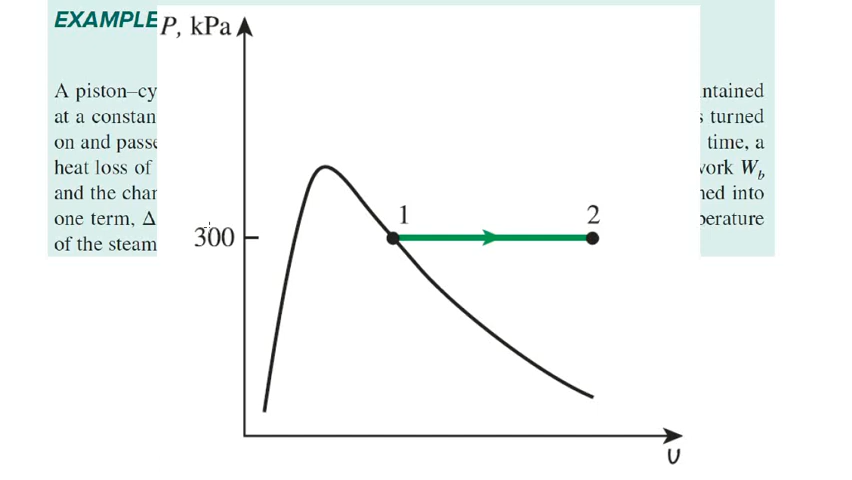 EXAMPLE
P, kPa
A piston–cy ntained
at a constan s turned
on and passe time, a
heat loss of vork W_b
and the char ned into
one term, Δ perature
of the steam
1 2
300
υ